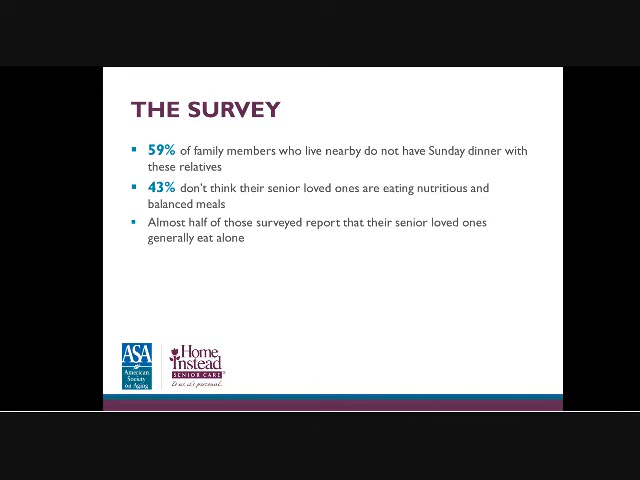 THE SURVEY
59% of family members who live nearby do not have Sunday dinner with
these relatives
43% don't think their senior loved ones are eating nutritious and
balanced meals
Almost half of those surveyed report that their senior loved ones
generally eat alone
ASA
American
Society
on Aging
Home
Instead
SENIOR CARE
To us, it's personal.